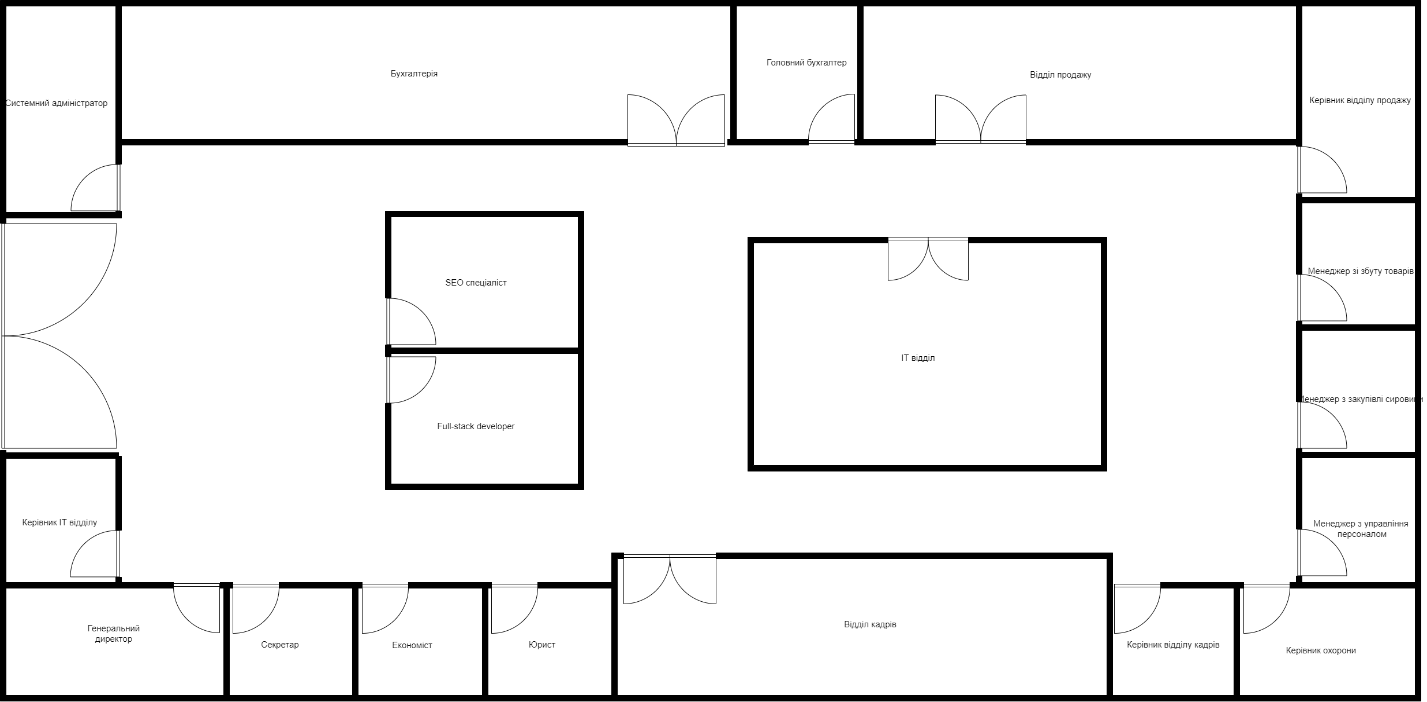 Системний адміністратор
Бухгалтерія
Головний бухгалтер
Відділ продажу
Керівник відділу продажу
SEO спеціаліст
Full-stack developer
IT відділ
Менеджер зі збуту товарів
Менеджер з закупівлі сировини
Менеджер з управління
персоналом
Керівник IT відділу
Генеральний
директор
Секретар
Економіст
Юрист
Відділ кадрів
Керівник відділу кадрів
Керівник охорони